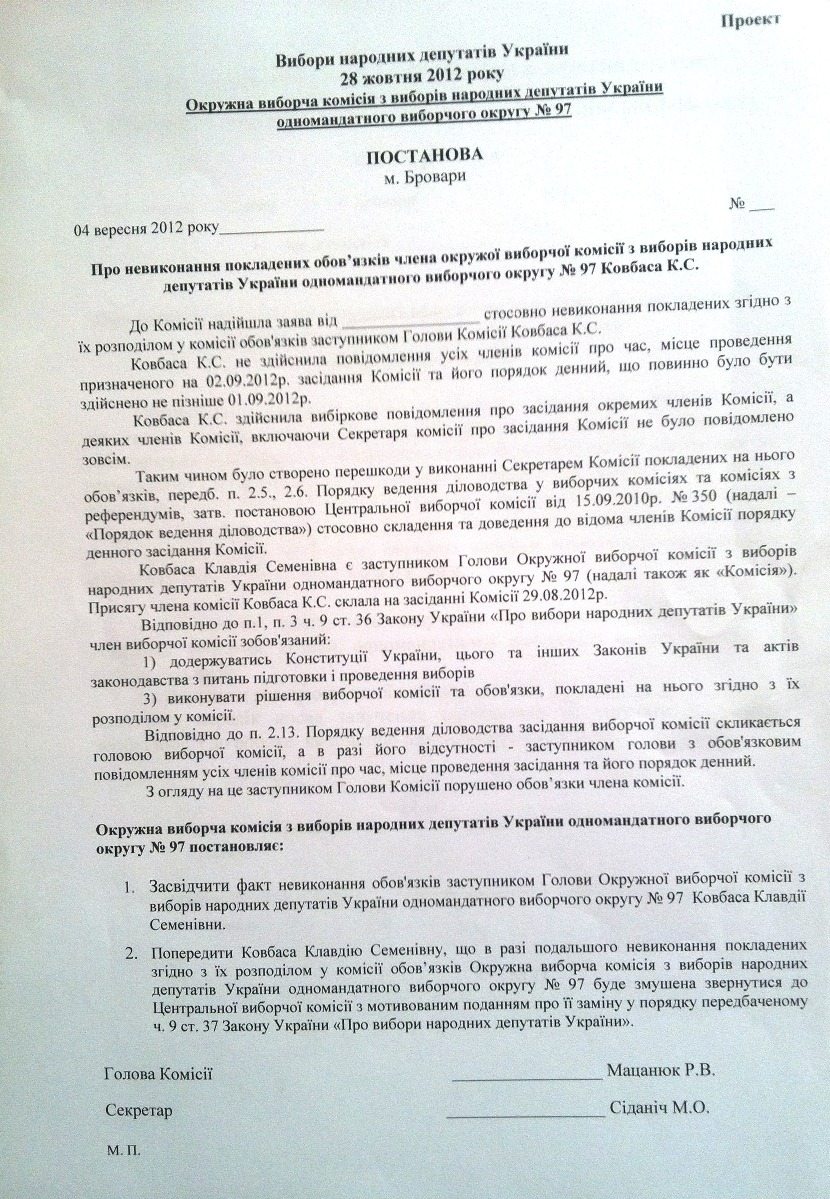 Проект
Вибори народних депутатів України
28 жовтня 2012 року
Окружна виборча комісія з виборів народних депутатів України
одномандатного виборчого округу № 97
ПОСТАНОВА
м. Бровари
№ ___
04 вересня 2012 року____________
Про невиконання покладених обов’язків члена окружої виборчої комісії з виборів народних
депутатів України одномандатного виборчого округу № 97 Ковбаса К.С.
До Комісії надійшла заява від _________________ стосовно невиконання покладених згідно з
їх розподілом у комісії обов'язків заступником Голови Комісії Ковбаса К.С.
Ковбаса К.С. не здійснила повідомлення усіх членів комісії про час, місце проведення
призначеного на 02.09.2012р. засідання Комісії та його порядок денний, що повинно було бути
здійснено не пізніше 01.09.2012р.
Ковбаса К.С. здійснила вибіркове повідомлення про засідання окремих членів Комісії, а
деяких членів Комісії, включаючи Секретаря комісії про засідання Комісії не було повідомлено
зовсім.
Таким чином було створено перешкоди у виконанні Секретарем Комісії покладених на нього
обов’язків, передб. п. 2.5., 2.6. Порядку ведення діловодства у виборчих комісіях та комісіях з
референдумів, затв. постановою Центральної виборчої комісії від 15.09.2010р. №350 (надалі –
«Порядок ведення діловодства») стосовно складення та доведення до відома членів Комісії порядку
денного засідання Комісії.
Ковбаса Клавдія Семенівна є заступником Голови Окружної виборчої комісії з виборів
народних депутатів України одномандатного виборчого округу № 97 (надалі також як «Комісія»).
Присягу члена комісії Ковбаса К.С. склала на засіданні Комісії 29.08.2012р.
Відповідно до п.1, п. 3 ч. 9 ст. 36 Закону України «Про вибори народних депутатів України»
член виборчої комісії зобов'язаний:
1) додержуватись Конституції України, цього та інших Законів України та актів
законодавства з питань підготовки і проведення виборів
3) виконувати рішення виборчої комісії та обов'язки, покладені на нього згідно з їх
розподілом у комісії.
Відповідно до п. 2.13. Порядку ведення діловодства засідання виборчої комісії скликається
головою виборчої комісії, а в разі його відсутності - заступником голови з обов'язковим
повідомленням усіх членів комісії про час, місце проведення засідання та його порядок денний.
З огляду на це заступником Голови Комісії порушено обов’язки члена комісії.
Окружна виборча комісія з виборів народних депутатів України одномандатного виборчого
округу № 97 постановляє:
1. Засвідчити факт невиконання обов'язків заступником Голови Окружної виборчої комісії з
виборів народних депутатів України одномандатного виборчого округу № 97 Ковбаса Клавдії
Семенівни.
2. Попередити Ковбаса Клавдію Семенівну, що в разі подальшого невиконання покладених
згідно з їх розподілом у комісії обов’язків Окружна виборча комісія з виборів народних
депутатів України одномандатного виборчого округу № 97 буде змушена звернутися до
Центральної виборчої комісії з мотивованим поданням про її заміну у порядку передбаченому
ч. 9 ст. 37 Закону України «Про вибори народних депутатів України».
Голова Комісії __________________ Мацанюк Р.В.
Секретар ___________________ Сіданіч М.О.
М. П.